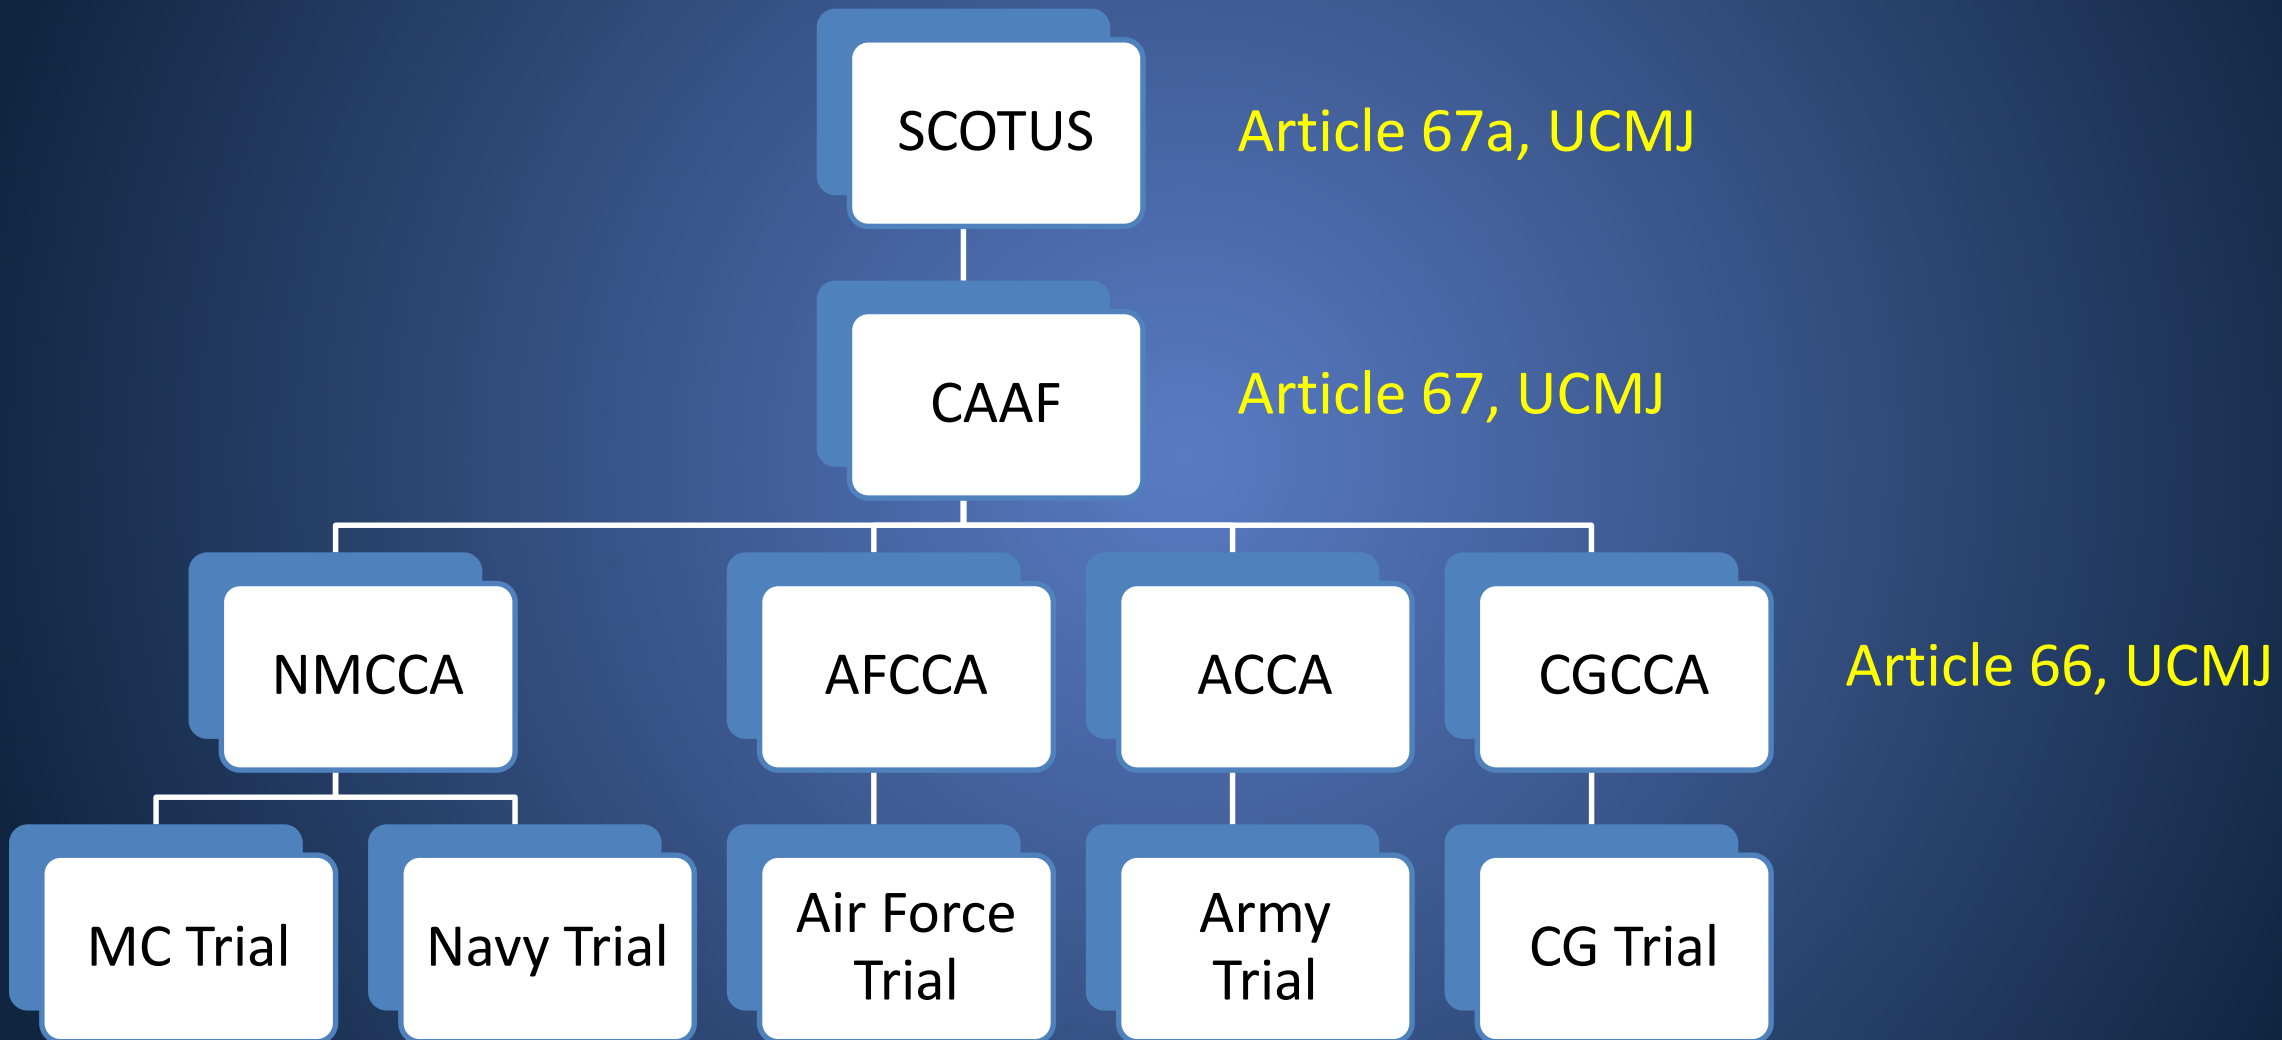 SCOTUS
Article 67a, UCMJ
CAAF
Article 67, UCMJ
NMCCA
AFCCA
ACCA
CGCCA
Article 66, UCMJ
MC Trial
Navy Trial
Air Force
Trial
Army
Trial
CG Trial